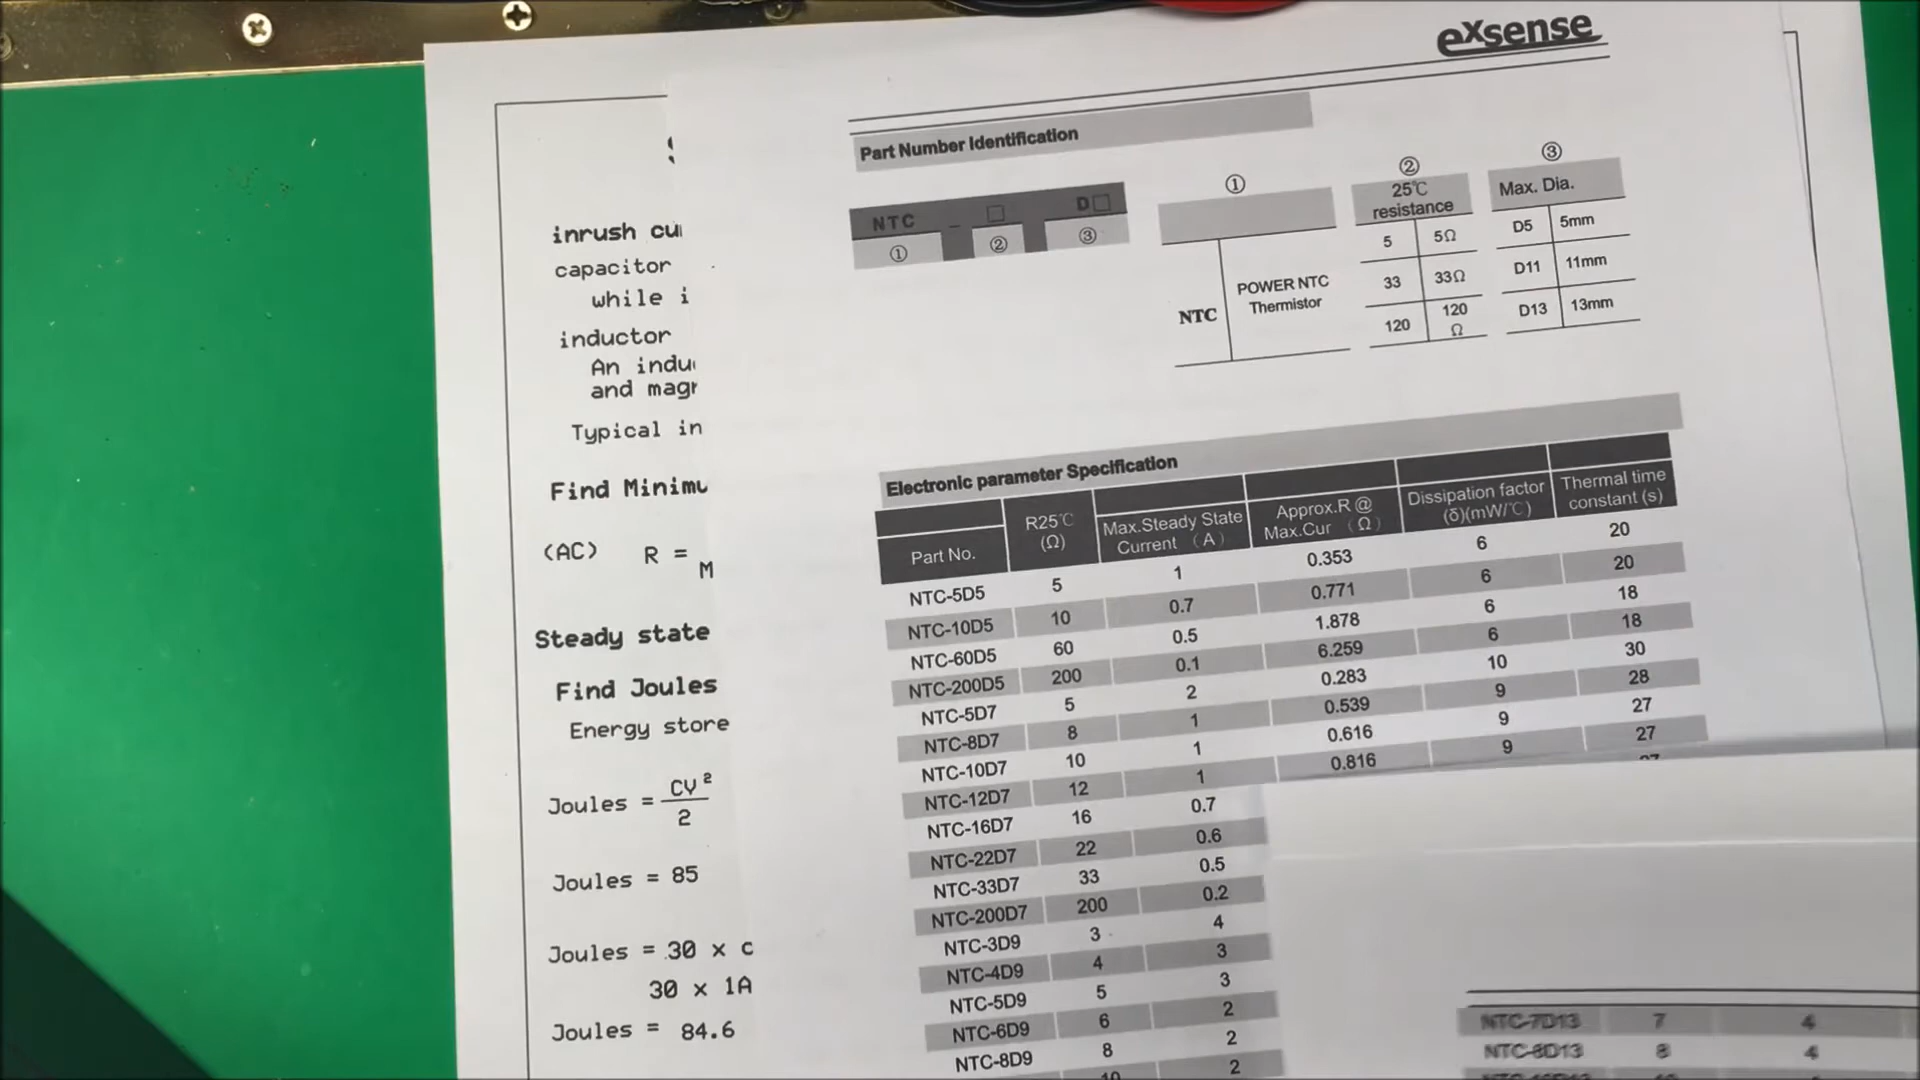 exsense
Part Number Identification
NTC - □ D□
① ② ③
①
NTC POWER NTC Thermistor
②
25℃ resistance
5 5Ω
33 33Ω
120 120 Ω
③
Max. Dia.
D5 5mm
D11 11mm
D13 13mm
inrush
capacitor
while i
inductor
An
and
Typical in
Find
(AC) R =
M
Steady state
Find Joules
Energy store
Joules = CV²
2
Joules = 85
Joules = 30 x c
30 x 1A
Joules = 84.6
Electronic parameter Specification
Part No. R25℃ (Ω) Max.Steady State Current (A) Approx.R @ Max.Cur (Ω) Dissipation factor (δ)(mW/℃) Thermal time constant (s)
NTC-5D5 5 1 0.353 6 20
NTC-10D5 10 0.7 0.771 6 20
NTC-60D5 60 0.5 1.878 6 18
NTC-200D5 200 0.1 6.259 6 18
NTC-5D7 5 2 0.283 10 30
NTC-8D7 8 1 0.539 9 28
NTC-10D7 10 1 0.616 9 27
NTC-12D7 12 1 0.816 9 27
NTC-16D7 16 0.7
NTC-22D7 22 0.6
NTC-33D7 33 0.5
NTC-200D7 200 0.2
NTC-3D9 3 4
NTC-4D9 4 3
NTC-5D9 5 3
NTC-6D9 6 2
NTC-8D9 8 2
10 2
NTC-7D13 7 4
NTC-8D13 8 4